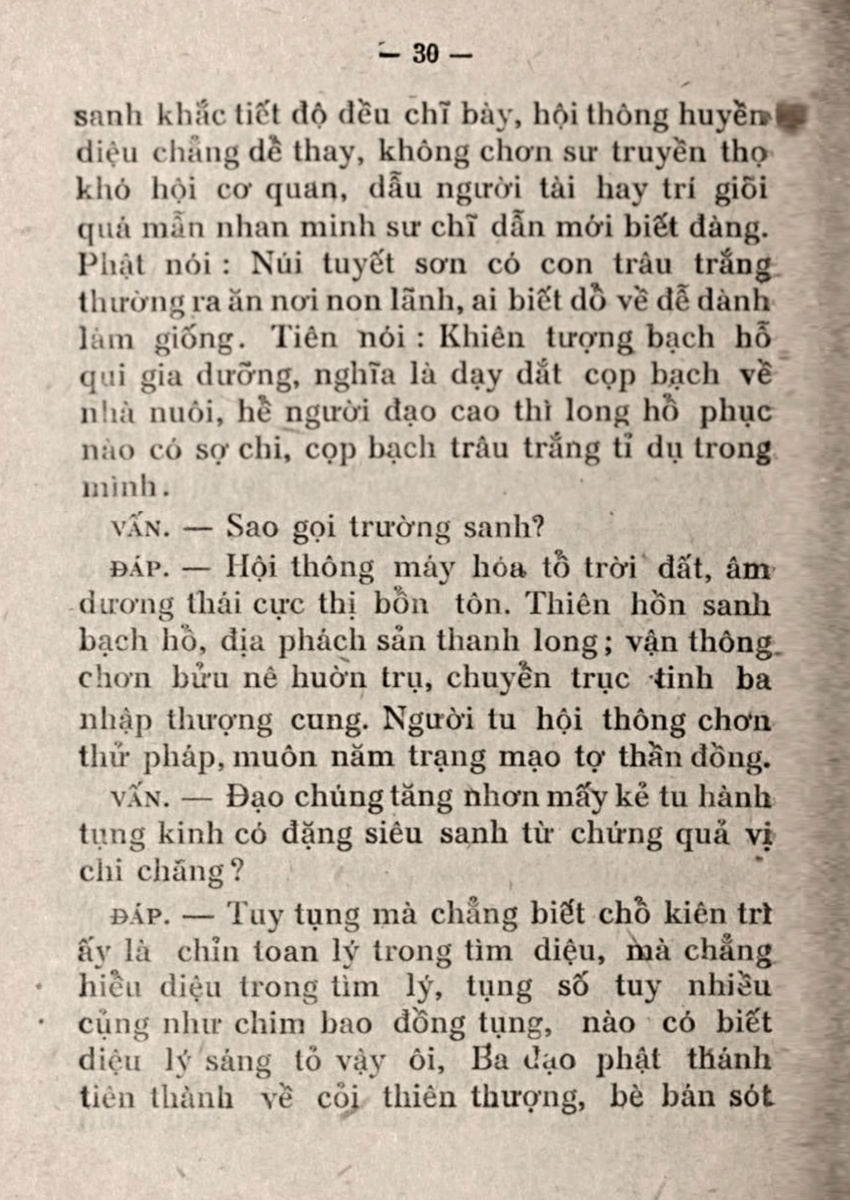 — 30 —
sanh khắc tiết độ đều chĩ bày, hội thông huyền
diệu chẳng dễ thay, không chơn sư truyền thọ
khó hội cơ quan, dẫu người tài hay trí giỏi
quá mẫn nhan minh sư chĩ dẫn mới biết đàng.
Phật nói : Núi tuyết sơn có con trâu trắng
thường ra ăn nơi non lãnh, ai biết dỗ về để dành
làm giống. Tiên nói : Khiên tượng bạch hỗ
qui gia dưỡng, nghĩa là dạy dắt cọp bạch về
nhà nuôi, hễ người đạo cao thì long hổ phục
nào có sợ chi, cọp bạch trâu trắng tỉ dụ trong
mình.
VẤN. — Sao gọi trường sanh?
ĐÁP. — Hội thông máy hóa tồ trời đất, âm
dương thái cực thị bổn tôn. Thiên hồn sanh
bạch hổ, địa phách sản thanh long ; vận thông
chơn bửu nê huờn trụ, chuyển trục tinh ba
nhập thượng cung. Người tu hội thông chơn
thử pháp, muôn năm trạng mạo tợ thần đồng.
VẤN. — Đạo chúng tăng nhơn mấy kẻ tu hành
tụng kinh có đặng siêu sanh từ chứng quả vị
chi chăng ?
ĐÁP. — Tuy tụng mà chẳng biết chổ kiên trì
ấy là chỉn toan lý trong tìm diệu, mà chẳng
hiểu diệu trong tìm lý, tụng số tuy nhiều
cũng như chim bao đồng tụng, nào có biết
diệu lý sáng tỏ vậy ôi, Ba đạo phật thánh
tiên thành về cỏi thiên thượng, bè bán sót